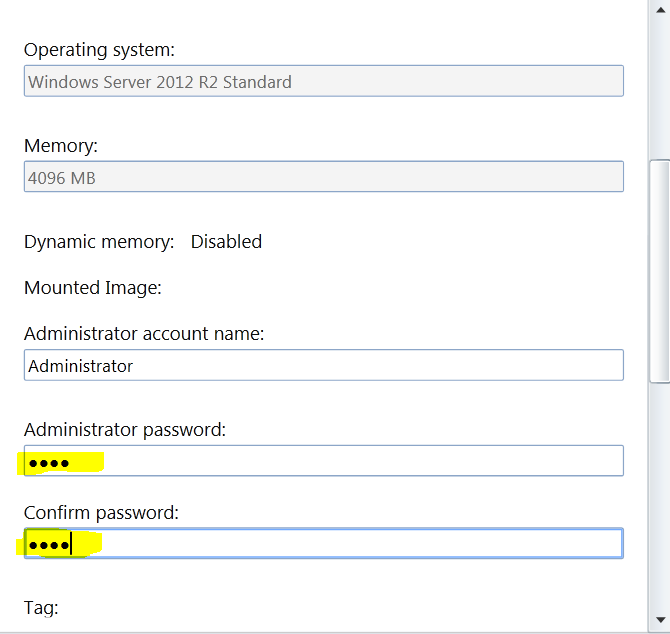 Operating system:
Windows Server 2012 R2 Standard
Memory:
4096 MB
Dynamic memory: Disabled
Mounted Image:
Administrator account name:
Administrator
Administrator password:
●●●●
Confirm password:
●●●●
Tag: